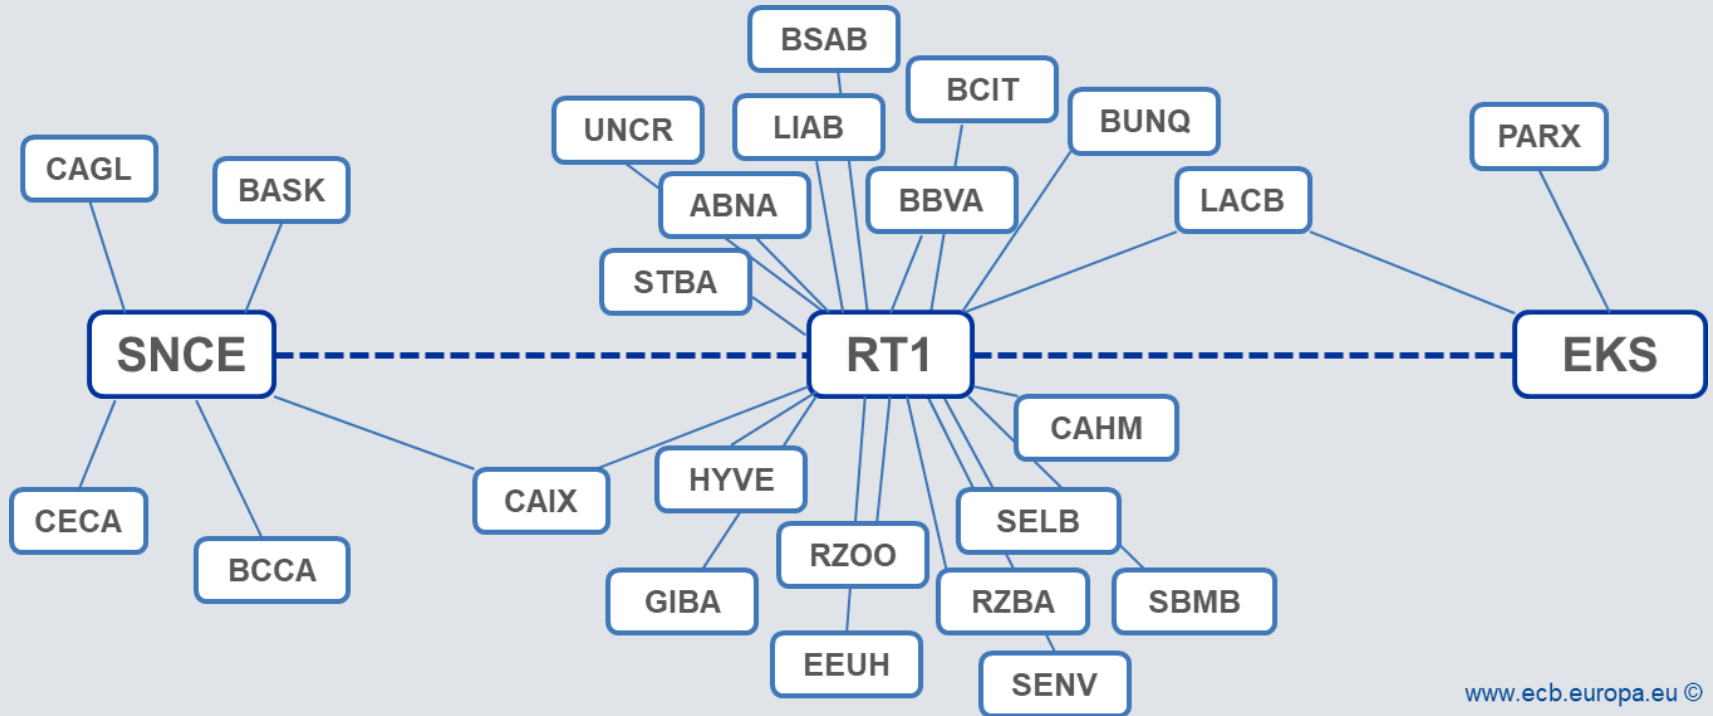 BSAB
BCIT
UNCR
LIAB
BUNQ
PARX
CAGL
BASK
ABNA
BBVA
LACB
STBA
SNCE
RT1
EKS
CAHM
HYVE
CAIX
CECA
SELB
BCCA
RZOO
GIBA
RZBA
SBMB
EEUH
SENV
www.ecb.europa.eu ©